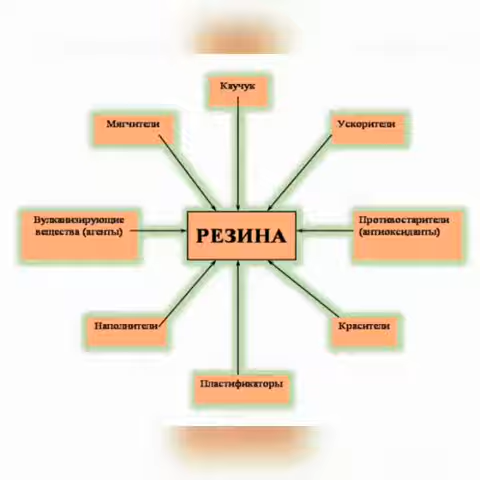 Каучук
Мягчители
Ускорители
Вулканизирующие
вещества (агенты)
РЕЗИНА
Противостарители
(антиоксиданты)
Наполнители
Красители
Пластификаторы